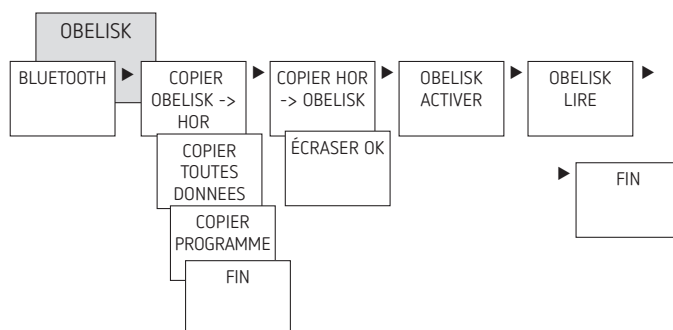 OBELISK
BLUETOOTH
COPIER
OBELISK ->
HOR
COPIER
TOUTES
DONNEES
COPIER
PROGRAMME
FIN
COPIER HOR
-> OBELISK
ÉCRASER OK
OBELISK
ACTIVER
OBELISK
LIRE
FIN